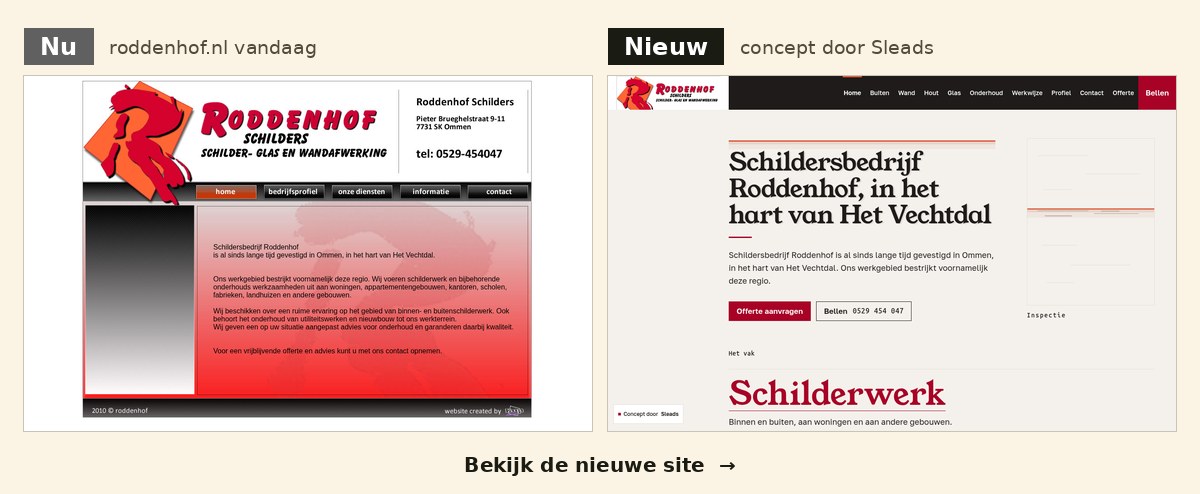 Nu roddenhof.nl vandaag
RODDENHOF
SCHILDERS
SCHILDER- GLAS EN WANDAFWERKING
Roddenhof Schilders
Pieter Brueghelstraat 9-11
7731 SK Ommen
tel: 0529-454047
home bedrijfsprofiel onze diensten informatie contact
Schildersbedrijf Roddenhof
is al sinds lange tijd gevestigd in Ommen, in het hart van Het Vechtdal.
Ons werkgebied bestrijkt voornamelijk deze regio. Wij voeren schilderwerk en bijbehorende
onderhouds werkzaamheden uit aan woningen, appartementengebouwen, kantoren, scholen,
fabrieken, landhuizen en andere gebouwen.
Wij beschikken over een ruime ervaring op het gebied van binnen- en buitenschilderwerk. Ook
behoort het onderhoud van utiliteitswerken en nieuwbouw tot ons werkterrein.
Wij geven een op uw situatie aangepast advies voor onderhoud en garanderen daarbij kwaliteit.
Voor een vrijblijvende offerte en advies kunt u met ons contact opnemen.
2010 © roddenhof
website created by
Nieuw concept door Sleads
RODDENHOF
SCHILDERS
SCHILDER- GLAS EN WANDAFWERKING
Home Buiten Wand Hout Glas Onderhoud Werkwijze Profiel Contact Offerte Bellen
Schildersbedrijf
Roddenhof, in het
hart van Het Vechtdal
Schildersbedrijf Roddenhof is al sinds lange tijd gevestigd in Ommen,
in het hart van Het Vechtdal. Ons werkgebied bestrijkt voornamelijk
deze regio.
Offerte aanvragen Bellen 0529 454 047
Inspectie
Het vak
Schilderwerk
Binnen en buiten, aan woningen en aan andere gebouwen.
Concept door Sleads
Bekijk de nieuwe site →